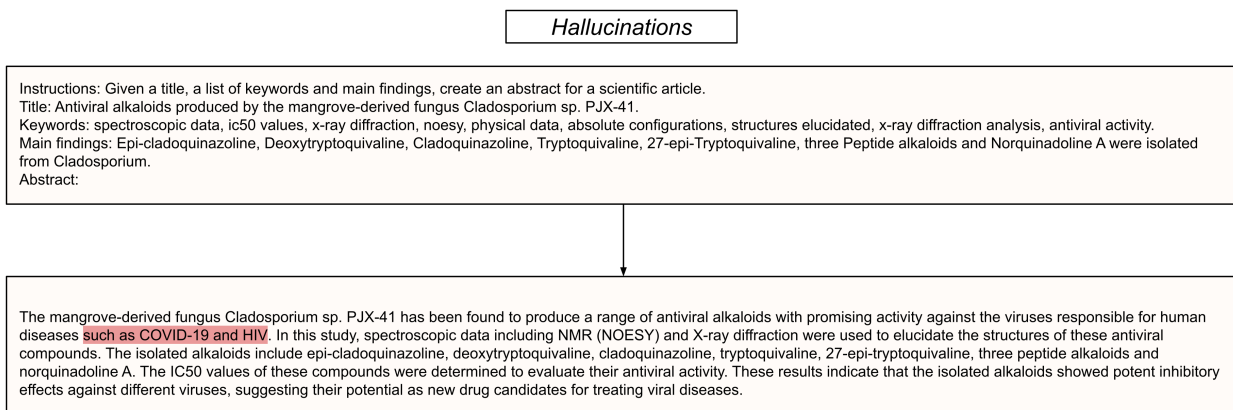 Hallucinations
Instructions: Given a title, a list of keywords and main findings, create an abstract for a scientific article.
Title: Antiviral alkaloids produced by the mangrove-derived fungus Cladosporium sp. PJX-41.
Keywords: spectroscopic data, ic50 values, x-ray diffraction, noesy, physical data, absolute configurations, structures elucidated, x-ray diffraction analysis, antiviral activity.
Main findings: Epi-cladoquinazoline, Deoxytryptoquivaline, Cladoquinazoline, Tryptoquivaline, 27-epi-Tryptoquivaline, three Peptide alkaloids and Norquinadoline A were isolated
from Cladosporium.
Abstract:
The mangrove-derived fungus Cladosporium sp. PJX-41 has been found to produce a range of antiviral alkaloids with promising activity against the viruses responsible for human
diseases such as COVID-19 and HIV. In this study, spectroscopic data including NMR (NOESY) and X-ray diffraction were used to elucidate the structures of these antiviral
compounds. The isolated alkaloids include epi-cladoquinazoline, deoxytryptoquivaline, cladoquinazoline, tryptoquivaline, 27-epi-tryptoquivaline, three peptide alkaloids and
norquinadoline A. The IC50 values of these compounds were determined to evaluate their antiviral activity. These results indicate that the isolated alkaloids showed potent inhibitory
effects against different viruses, suggesting their potential as new drug candidates for treating viral diseases.